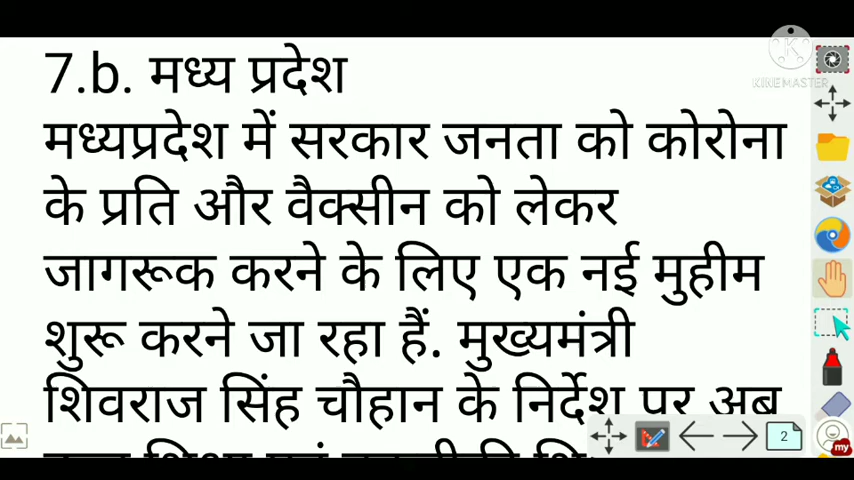 7.b. मध्य प्रदेश
मध्यप्रदेश में सरकार जनता को कोरोना
के प्रति और वैक्सीन को लेकर
जागरूक करने के लिए एक नई मुहीम
शुरू करने जा रहा हैं. मुख्यमंत्री
शिवराज सिंह चौहान के निर्देश पर अब
KINEMASTER
2
my